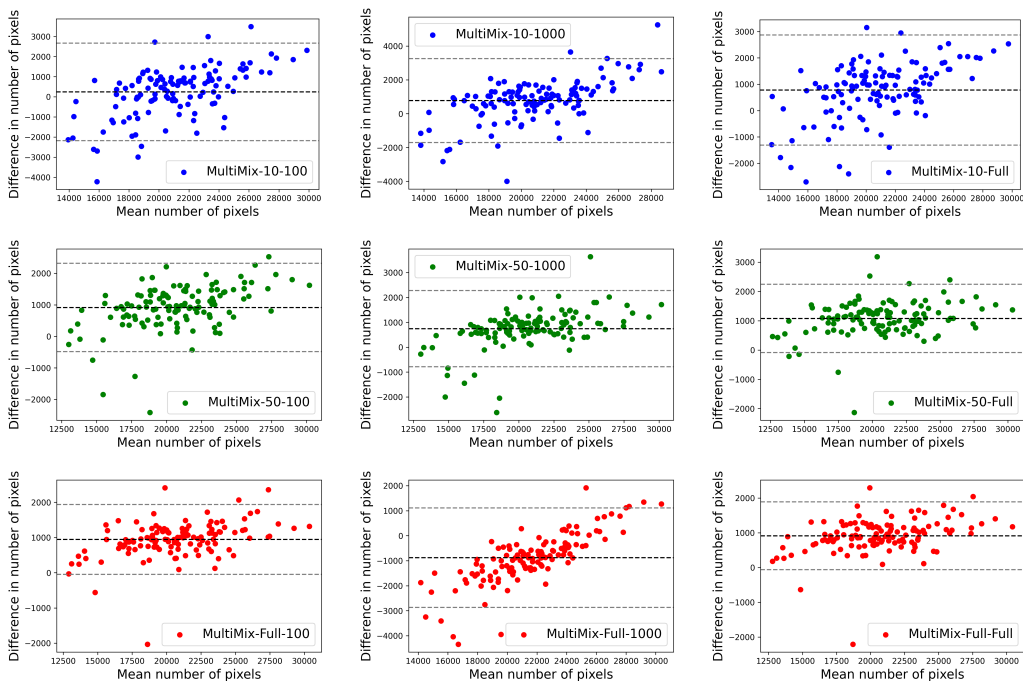 Difference in number of pixels
3000
2000
1000
0
−1000
−2000
−3000
−4000
MultiMix-10-100
14000 16000 18000 20000 22000 24000 26000 28000 30000
Mean number of pixels
Difference in number of pixels
4000
2000
0
−2000
−4000
MultiMix-10-1000
14000 16000 18000 20000 22000 24000 26000 28000
Mean number of pixels
Difference in number of pixels
3000
2000
1000
0
−1000
−2000
MultiMix-10-Full
14000 16000 18000 20000 22000 24000 26000 28000 30000
Mean number of pixels
Difference in number of pixels
2000
1000
0
−1000
−2000
MultiMix-50-100
12500 15000 17500 20000 22500 25000 27500 30000
Mean number of pixels
Difference in number of pixels
3000
2000
1000
0
−1000
−2000
MultiMix-50-1000
12500 15000 17500 20000 22500 25000 27500 30000
Mean number of pixels
Difference in number of pixels
3000
2000
1000
0
−1000
−2000
MultiMix-50-Full
12500 15000 17500 20000 22500 25000 27500 30000
Mean number of pixels
Difference in number of pixels
2000
1000
0
−1000
−2000
MultiMix-Full-100
12500 15000 17500 20000 22500 25000 27500 30000
Mean number of pixels
Difference in number of pixels
2000
1000
0
−1000
−2000
−3000
−4000
MultiMix-Full-1000
14000 16000 18000 20000 22000 24000 26000 28000 30000
Mean number of pixels
Difference in number of pixels
2000
1000
0
−1000
−2000
MultiMix-Full-Full
12500 15000 17500 20000 22500 25000 27500 30000
Mean number of pixels